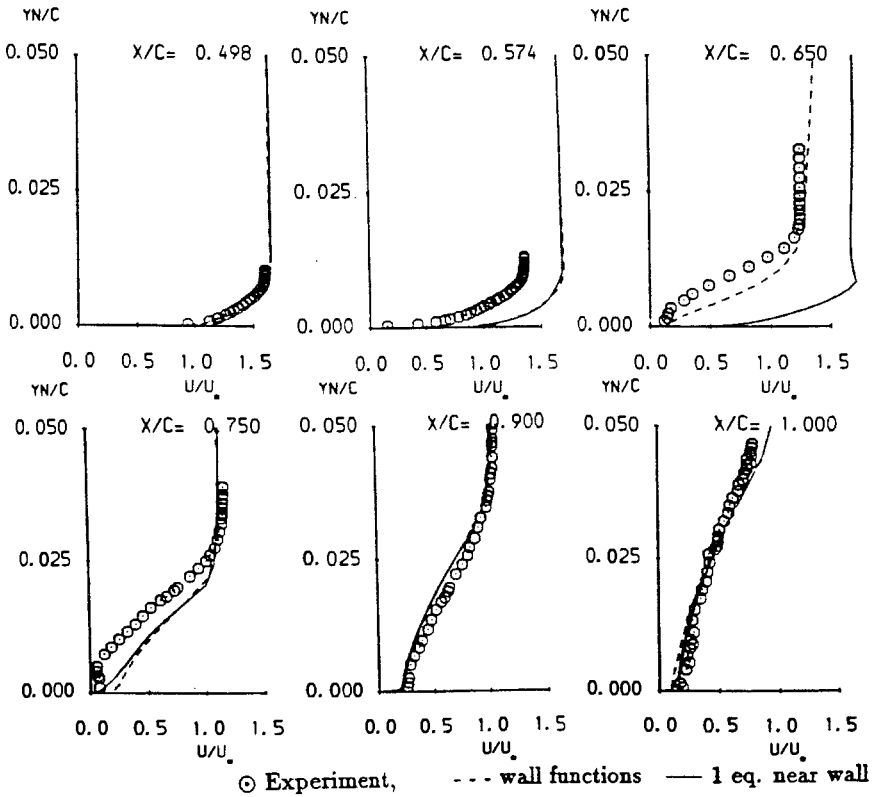 YN/C YN/C YN/C
0.050 X/C= 0.498 0.050 X/C= 0.574 0.050 X/C= 0.650
0.025 0.025 0.025
0.000 0.000 0.000
0.0 0.5 1.0 1.5 0.0 0.5 1.0 1.5 0.0 0.5 1.0 1.5
U/U∞ U/U∞ U/U∞
YN/C YN/C YN/C
0.050 X/C= 0.750 0.050 X/C= 0.900 0.050 X/C= 1.000
0.025 0.025 0.025
0.000 0.000 0.000
0.0 0.5 1.0 1.5 0.0 0.5 1.0 1.5 0.0 0.5 1.0 1.5
U/U∞ U/U∞ U/U∞
⊙ Experiment, - - - wall functions — 1 eq. near wall